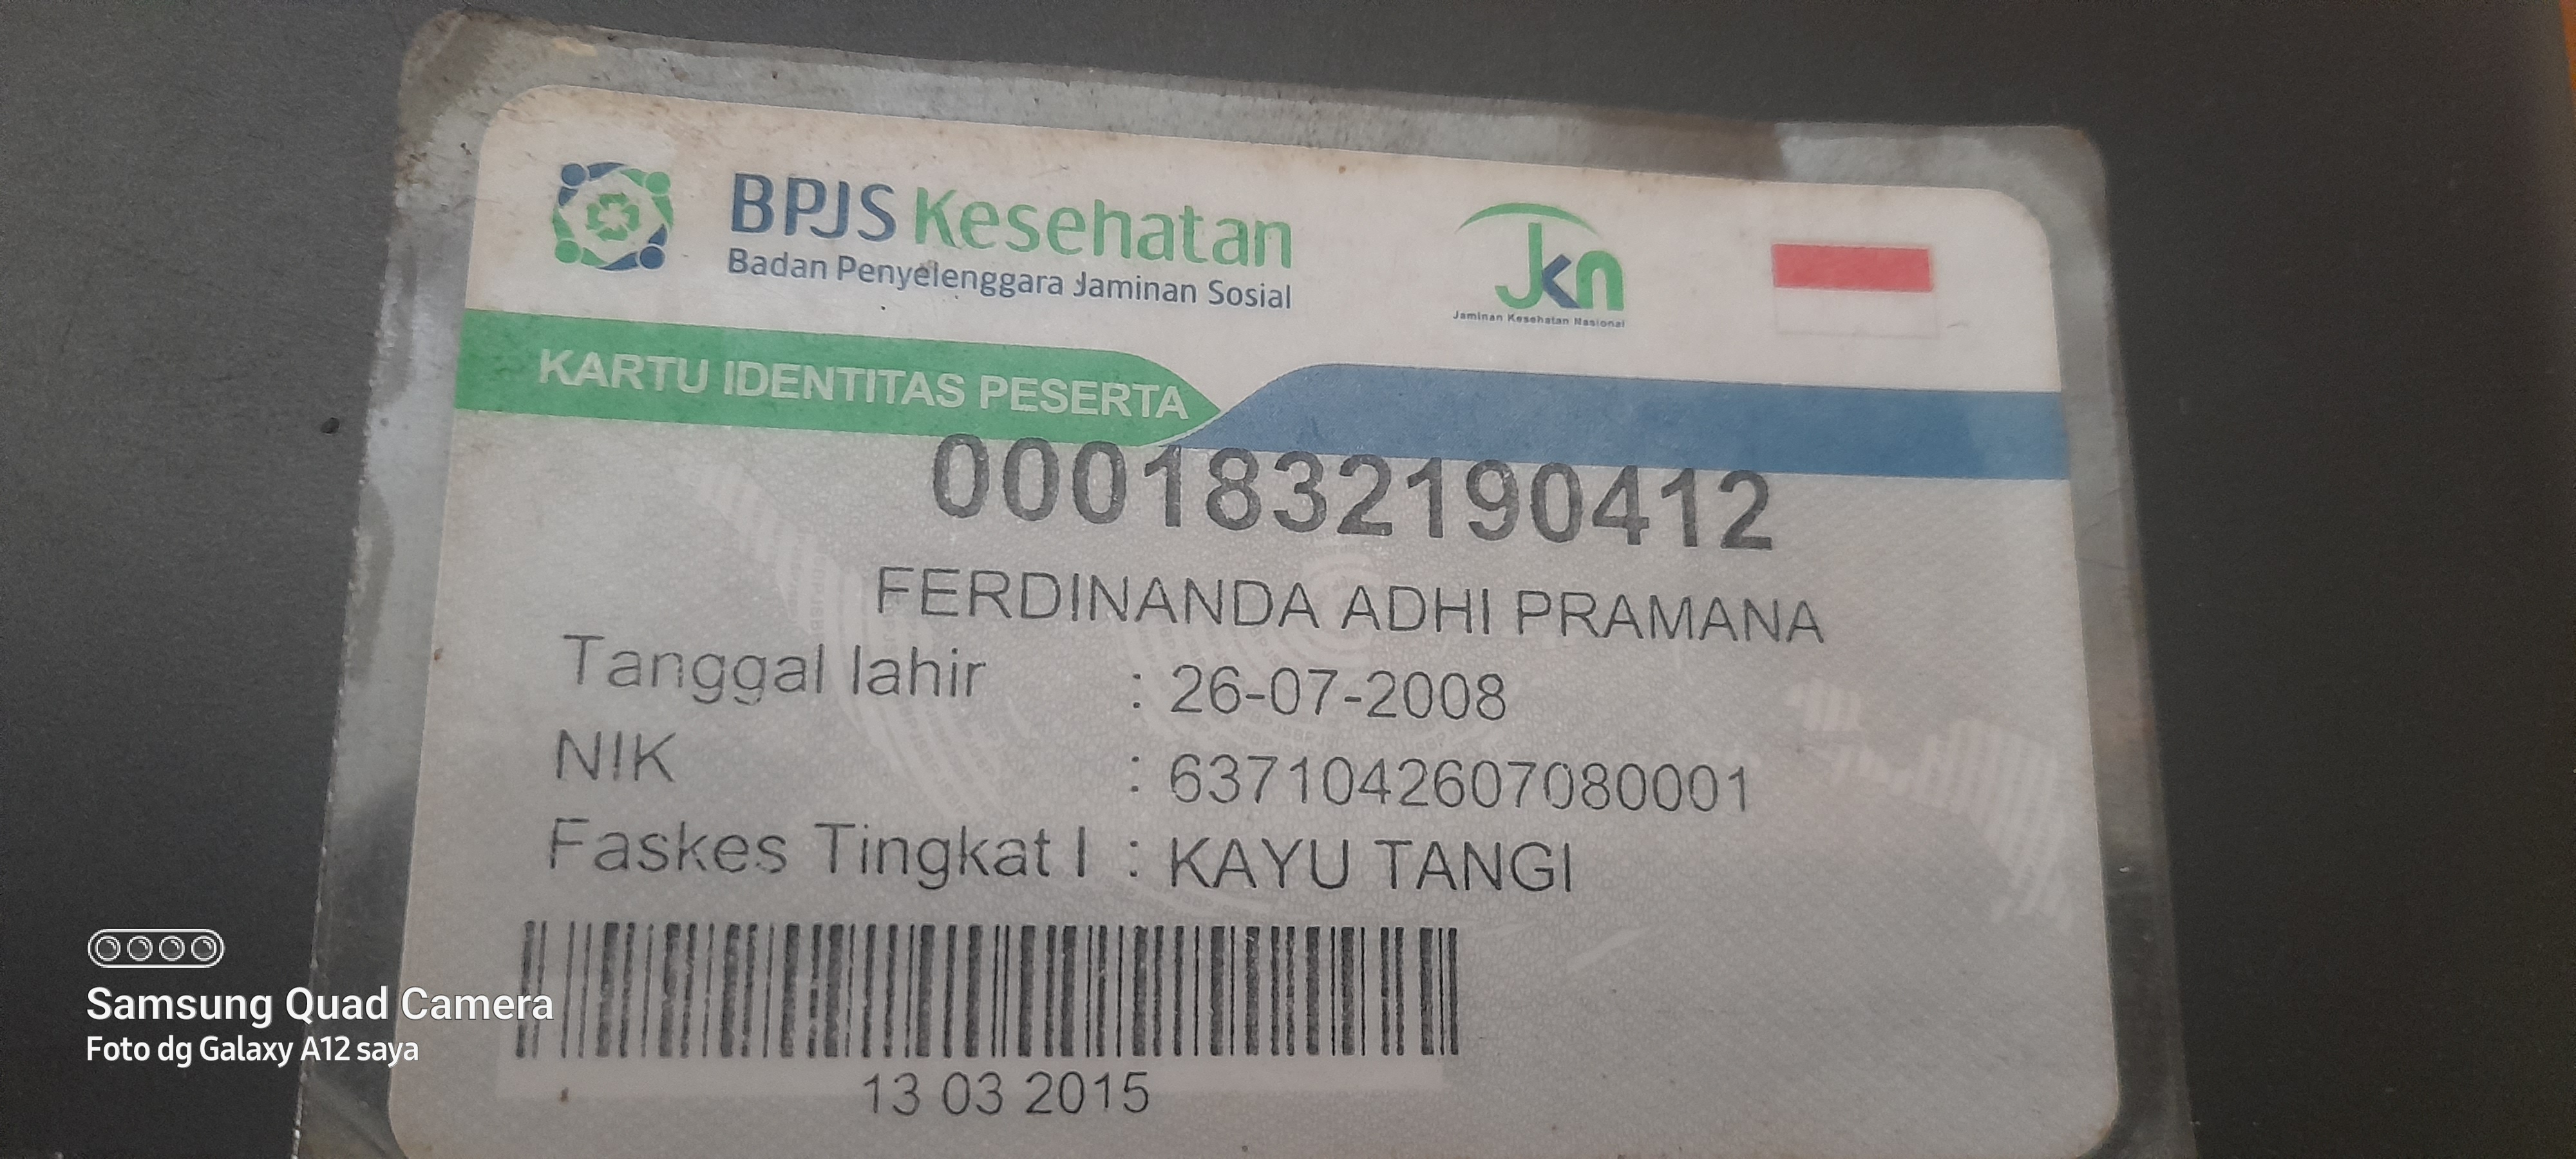 BPJS Kesehatan
Badan Penyelenggara Jaminan Sosial
Jkn
Jaminan Kesehatan Nasional
KARTU IDENTITAS PESERTA
0001832190412
FERDINANDA ADHI PRAMANA
Tanggal lahir : 26-07-2008
NIK : 6371042607080001
Faskes Tingkat I : KAYU TANGI
13 03 2015
Samsung Quad Camera
Foto dg Galaxy A12 saya